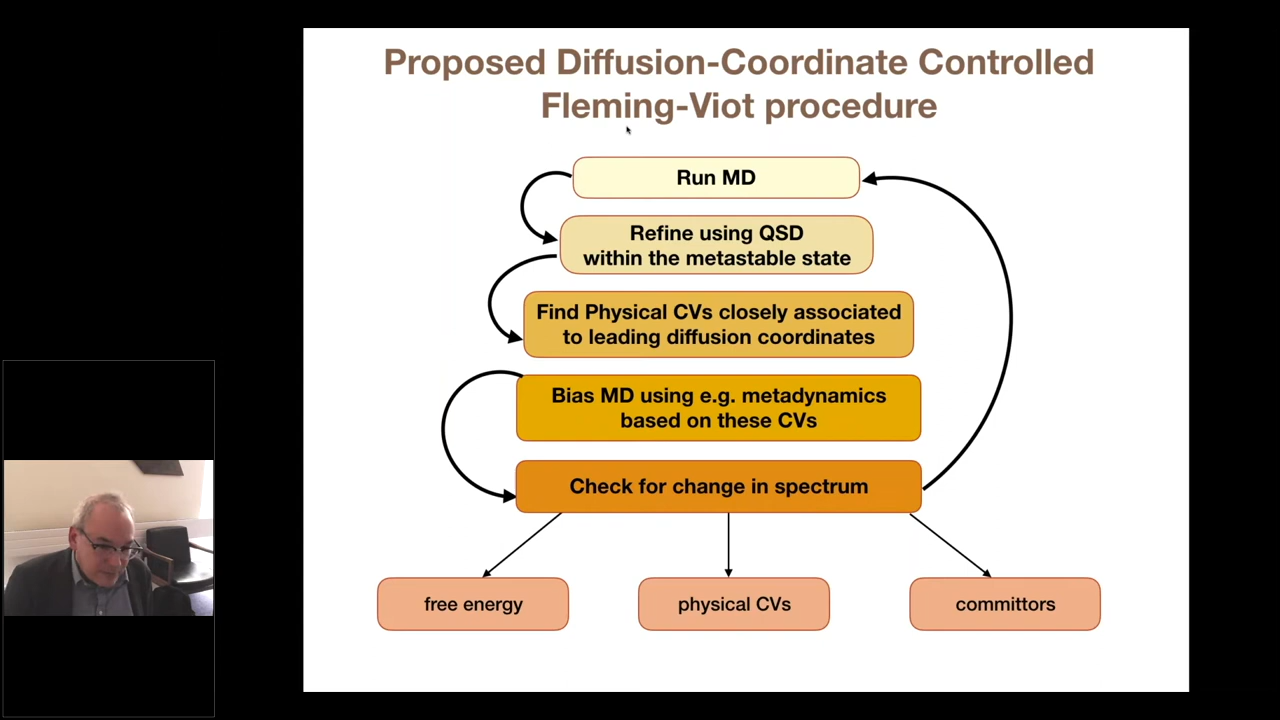 Proposed Diffusion-Coordinate Controlled
Fleming-Viot procedure
Run MD
Refine using QSD
within the metastable state
Find Physical CVs closely associated
to leading diffusion coordinates
Bias MD using e.g. metadynamics
based on these CVs
Check for change in spectrum
free energy
physical CVs
committors